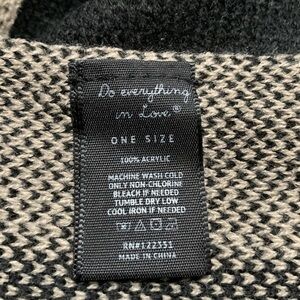 Do everything
in Love®
ONE SIZE
100% ACRYLIC
MACHINE WASH COLD
ONLY NON-CHLORINE
BLEACH IF NEEDED
TUMBLE DRY LOW
COOL IRON IF NEEDED
RN#122351
MADE IN CHINA